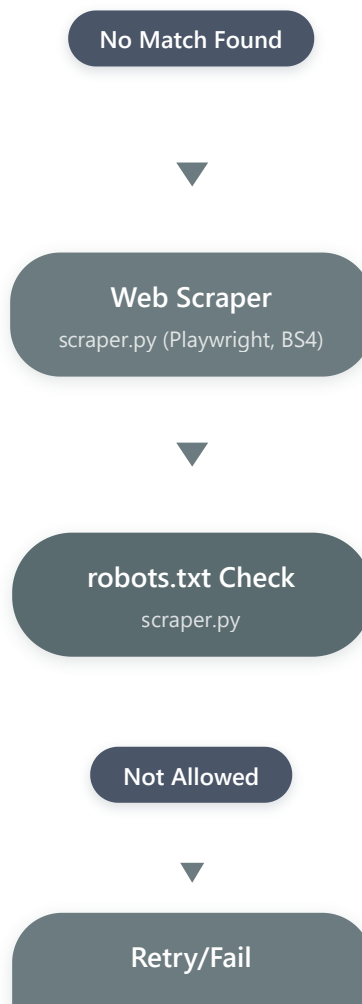 No Match Found
Web Scraper
scraper.py (Playwright, BS4)
robots.txt Check
scraper.py
Not Allowed
Retry/Fail